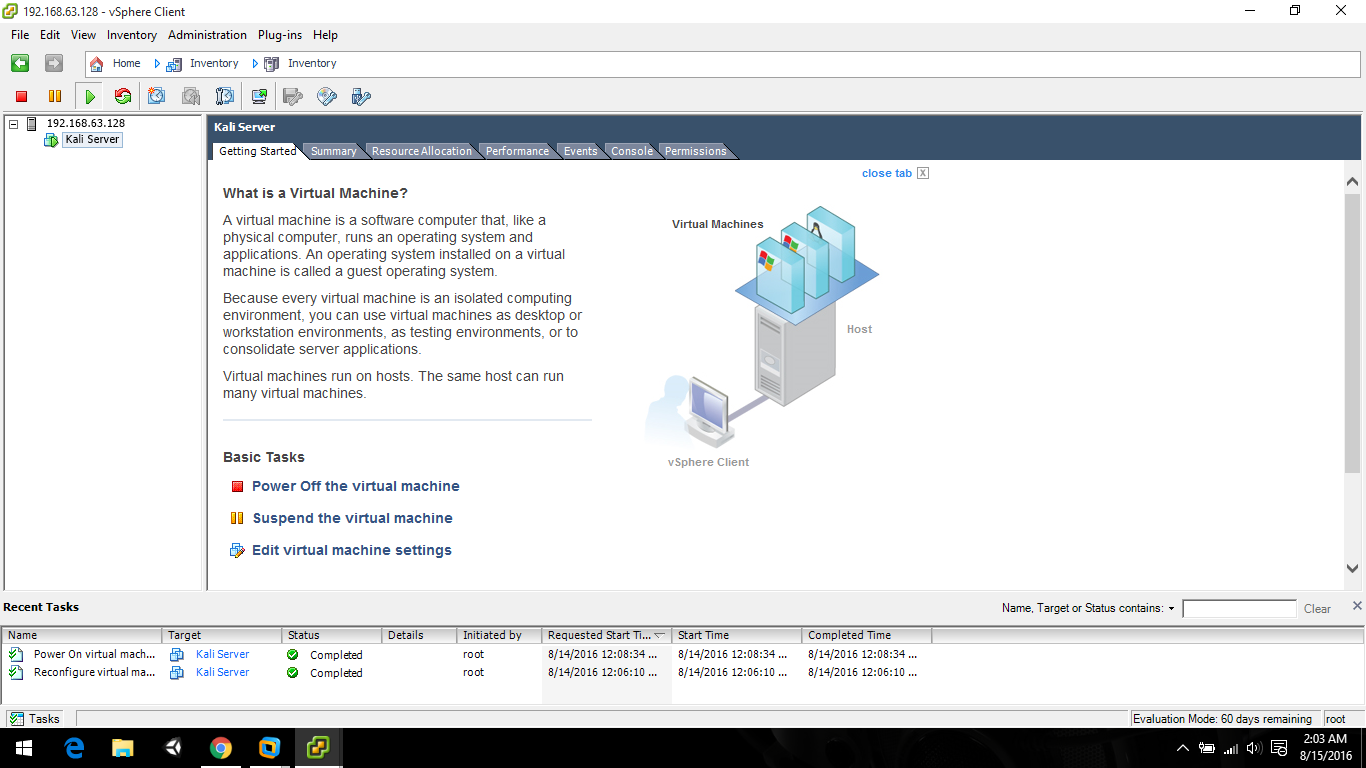 192.168.63.128 - vSphere Client
File Edit View Inventory Administration Plug-ins Help
Home Inventory Inventory
192.168.63.128
Kali Server
Kali Server
Getting Started Summary Resource Allocation Performance Events Console Permissions
close tab X
What is a Virtual Machine?
A virtual machine is a software computer that, like a
physical computer, runs an operating system and
applications. An operating system installed on a virtual
machine is called a guest operating system.
Because every virtual machine is an isolated computing
environment, you can use virtual machines as desktop or
workstation environments, as testing environments, or to
consolidate server applications.
Virtual machines run on hosts. The same host can run
many virtual machines.
Virtual Machines
Host
vSphere Client
Basic Tasks
Power Off the virtual machine
Suspend the virtual machine
Edit virtual machine settings
Recent Tasks
Name, Target or Status contains: Clear
Name Target Status Details Initiated by Requested Start Ti... Start Time Completed Time
Power On virtual mach... Kali Server Completed root 8/14/2016 12:08:34 ... 8/14/2016 12:08:34 ... 8/14/2016 12:08:34 ...
Reconfigure virtual ma... Kali Server Completed root 8/14/2016 12:06:10 ... 8/14/2016 12:06:10 ... 8/14/2016 12:06:10 ...
Tasks Evaluation Mode: 60 days remaining root
2:03 AM
8/15/2016